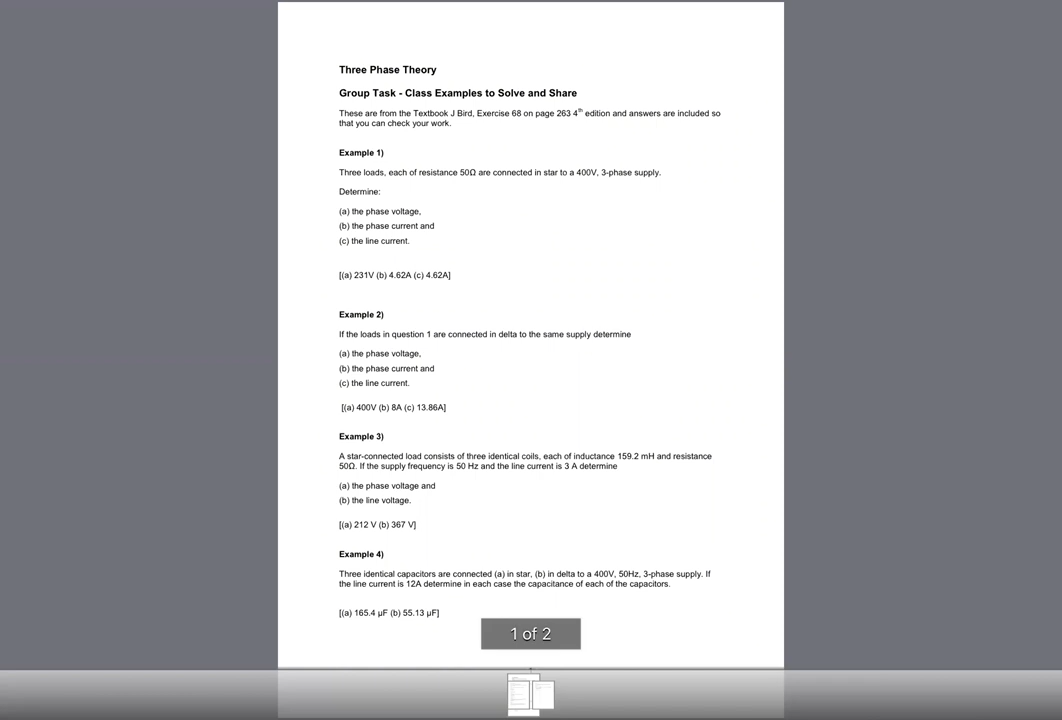 Three Phase Theory
Group Task - Class Examples to Solve and Share
These are from the Textbook J Bird, Exercise 68 on page 263 4th edition and answers are included so
that you can check your work.
Example 1)
Three loads, each of resistance 50Ω are connected in star to a 400V, 3-phase supply.
Determine:
(a) the phase voltage,
(b) the phase current and
(c) the line current.
[(a) 231V (b) 4.62A (c) 4.62A]
Example 2)
If the loads in question 1 are connected in delta to the same supply determine
(a) the phase voltage,
(b) the phase current and
(c) the line current.
[(a) 400V (b) 8A (c) 13.86A]
Example 3)
A star-connected load consists of three identical coils, each of inductance 159.2 mH and resistance
50Ω. If the supply frequency is 50 Hz and the line current is 3 A determine
(a) the phase voltage and
(b) the line voltage.
[(a) 212 V (b) 367 V]
Example 4)
Three identical capacitors are connected (a) in star, (b) in delta to a 400V, 50Hz, 3-phase supply. If
the line current is 12A determine in each case the capacitance of each of the capacitors.
[(a) 165.4 µF (b) 55.13 µF]
1 of 2